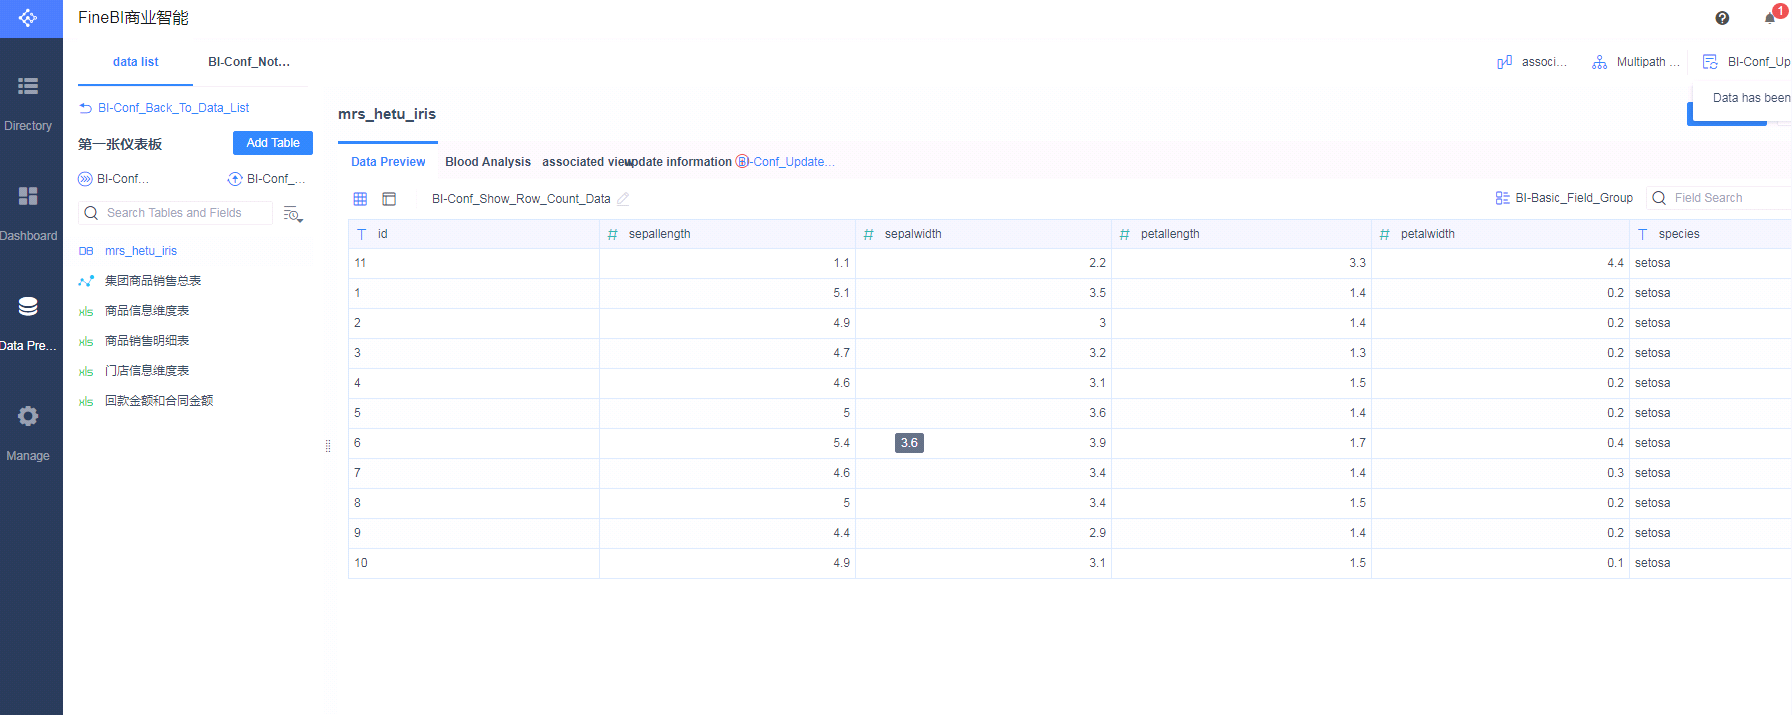 FineBI商业智能
1
data list
BI-Conf_Not...
associ...
Multipath ...
BI-Conf_Up
Data has been
Directory
Dashboard
Data Pre...
Manage
BI-Conf_Back_To_Data_List
第一张仪表板
Add Table
BI-Conf...
BI-Conf_...
Search Tables and Fields
DB mrs_hetu_iris
集团商品销售总表
xls 商品信息维度表
xls 商品销售明细表
xls 门店信息维度表
xls 回款金额和合同金额
mrs_hetu_iris
Data Preview Blood Analysis associated view update information BI-Conf_Update...
BI-Conf_Show_Row_Count_Data
BI-Basic_Field_Group
Field Search
T id # sepallength # sepalwidth # petallength # petalwidth T species
11 1.1 2.2 3.3 4.4 setosa
1 5.1 3.5 1.4 0.2 setosa
2 4.9 3 1.4 0.2 setosa
3 4.7 3.2 1.3 0.2 setosa
4 4.6 3.1 1.5 0.2 setosa
5 5 3.6 1.4 0.2 setosa
6 5.4 3.6 3.9 1.7 0.4 setosa
7 4.6 3.4 1.4 0.3 setosa
8 5 3.4 1.5 0.2 setosa
9 4.4 2.9 1.4 0.2 setosa
10 4.9 3.1 1.5 0.1 setosa